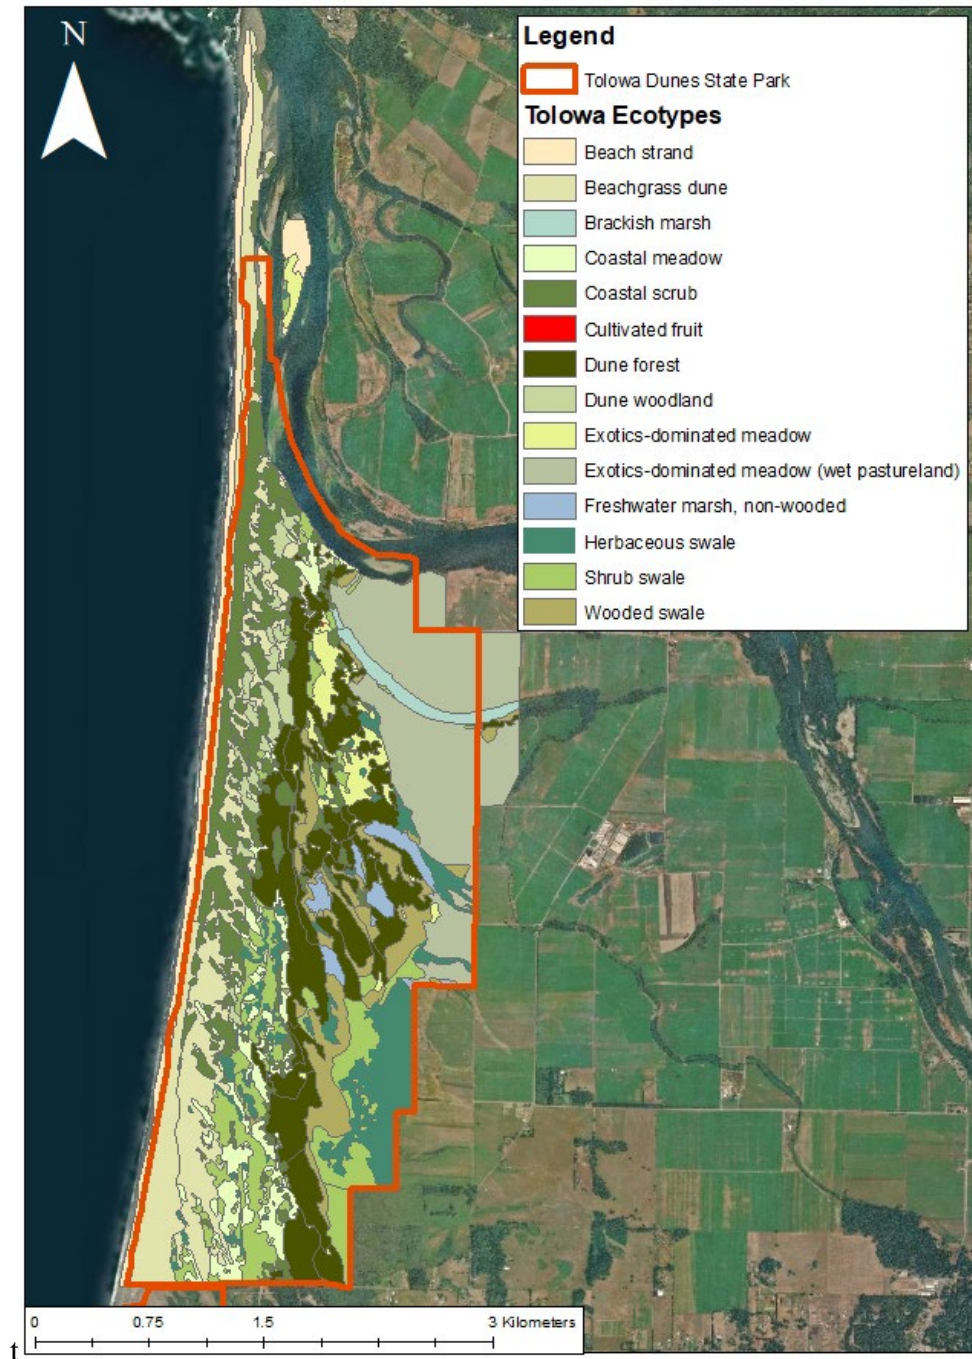 N
Legend
Tolowa Dunes State Park
Tolowa Ecotypes
Beach strand
Beachgrass dune
Brackish marsh
Coastal meadow
Coastal scrub
Cultivated fruit
Dune forest
Dune woodland
Exotics-dominated meadow
Exotics-dominated meadow (wet pastureland)
Freshwater marsh, non-wooded
Herbaceous swale
Shrub swale
Wooded swale
0 0.75 1.5 3 Kilometers
t